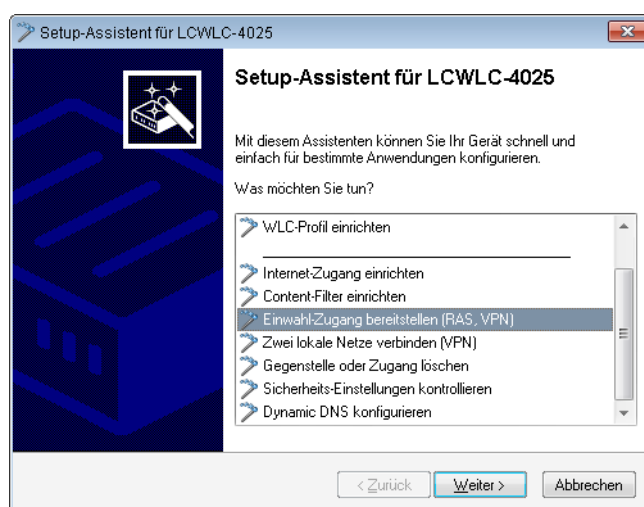 Setup-Assistent für LCWLC-4025
Setup-Assistent für LCWLC-4025
Mit diesem Assistenten können Sie Ihr Gerät schnell und
einfach für bestimmte Anwendungen konfigurieren.
Was möchten Sie tun?
WLC-Profil einrichten
Internet-Zugang einrichten
Content-Filter einrichten
Einwahl-Zugang bereitstellen (RAS, VPN)
Zwei lokale Netze verbinden (VPN)
Gegenstelle oder Zugang löschen
Sicherheits-Einstellungen kontrollieren
Dynamic DNS konfigurieren
< Zurück Weiter > Abbrechen